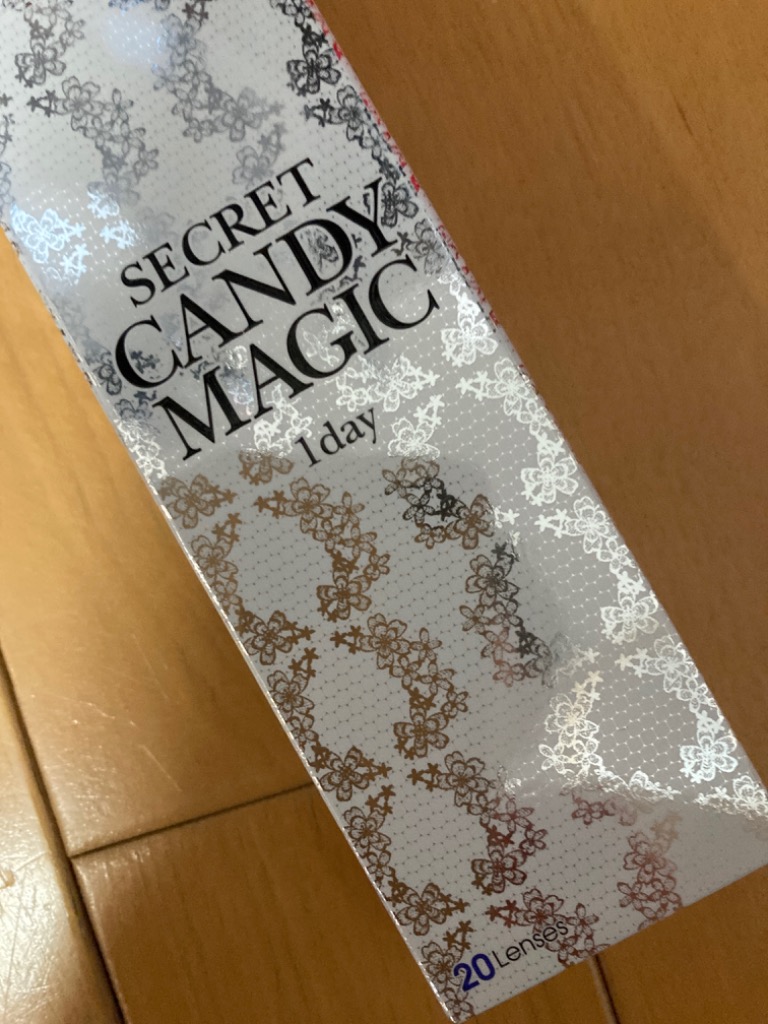 SECRET
CANDY
MAGIC
1day
20 Lenses